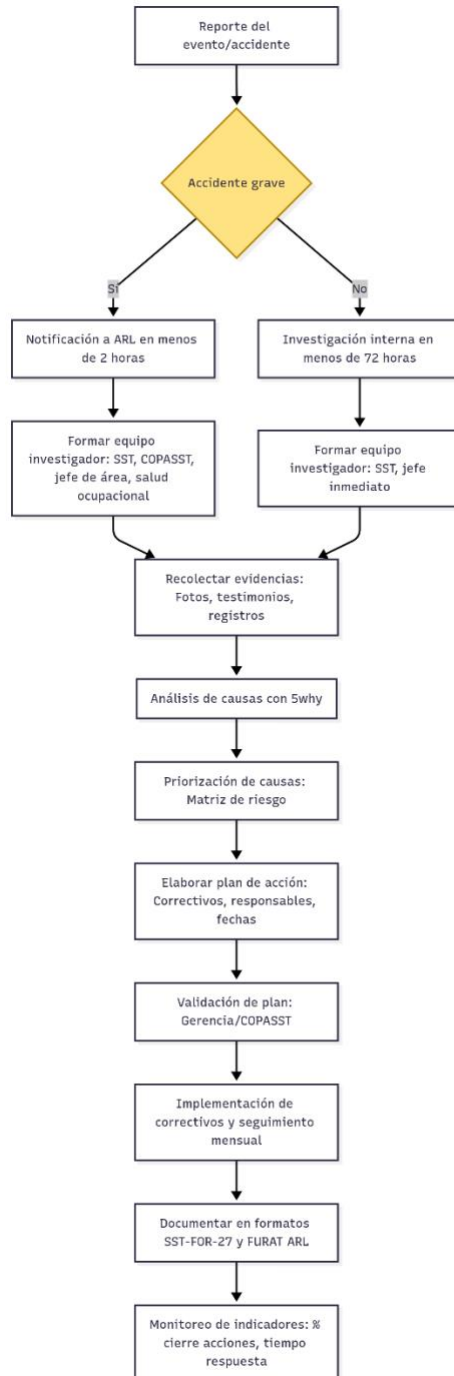 Reporte del
evento/accidente
Accidente grave
Sí
No
Notificación a ARL en menos
de 2 horas
Investigación interna en
menos de 72 horas
Formar equipo
investigador: SST, COPASST,
jefe de área, salud
ocupacional
Formar equipo
investigador: SST, jefe
inmediato
Recolectar evidencias:
Fotos, testimonios,
registros
Análisis de causas con 5why
Priorización de causas:
Matriz de riesgo
Elaborar plan de acción:
Correctivos, responsables,
fechas
Validación de plan:
Gerencia/COPASST
Implementación de
correctivos y seguimiento
mensual
Documentar en formatos
SST-FOR-27 y FURAT ARL
Monitoreo de indicadores: %
cierre acciones, tiempo
respuesta